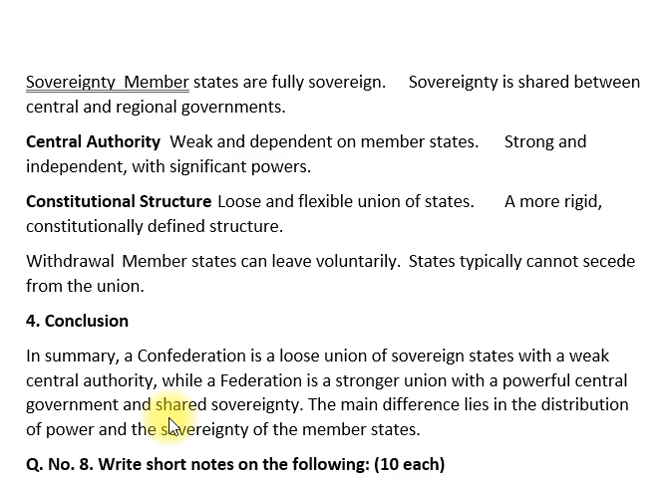 Sovereignty Member states are fully sovereign. Sovereignty is shared between
central and regional governments.
Central Authority Weak and dependent on member states. Strong and
independent, with significant powers.
Constitutional Structure Loose and flexible union of states. A more rigid,
constitutionally defined structure.
Withdrawal Member states can leave voluntarily. States typically cannot secede
from the union.
4. Conclusion
In summary, a Confederation is a loose union of sovereign states with a weak
central authority, while a Federation is a stronger union with a powerful central
government and shared sovereignty. The main difference lies in the distribution
of power and the sovereignty of the member states.
Q. No. 8. Write short notes on the following: (10 each)